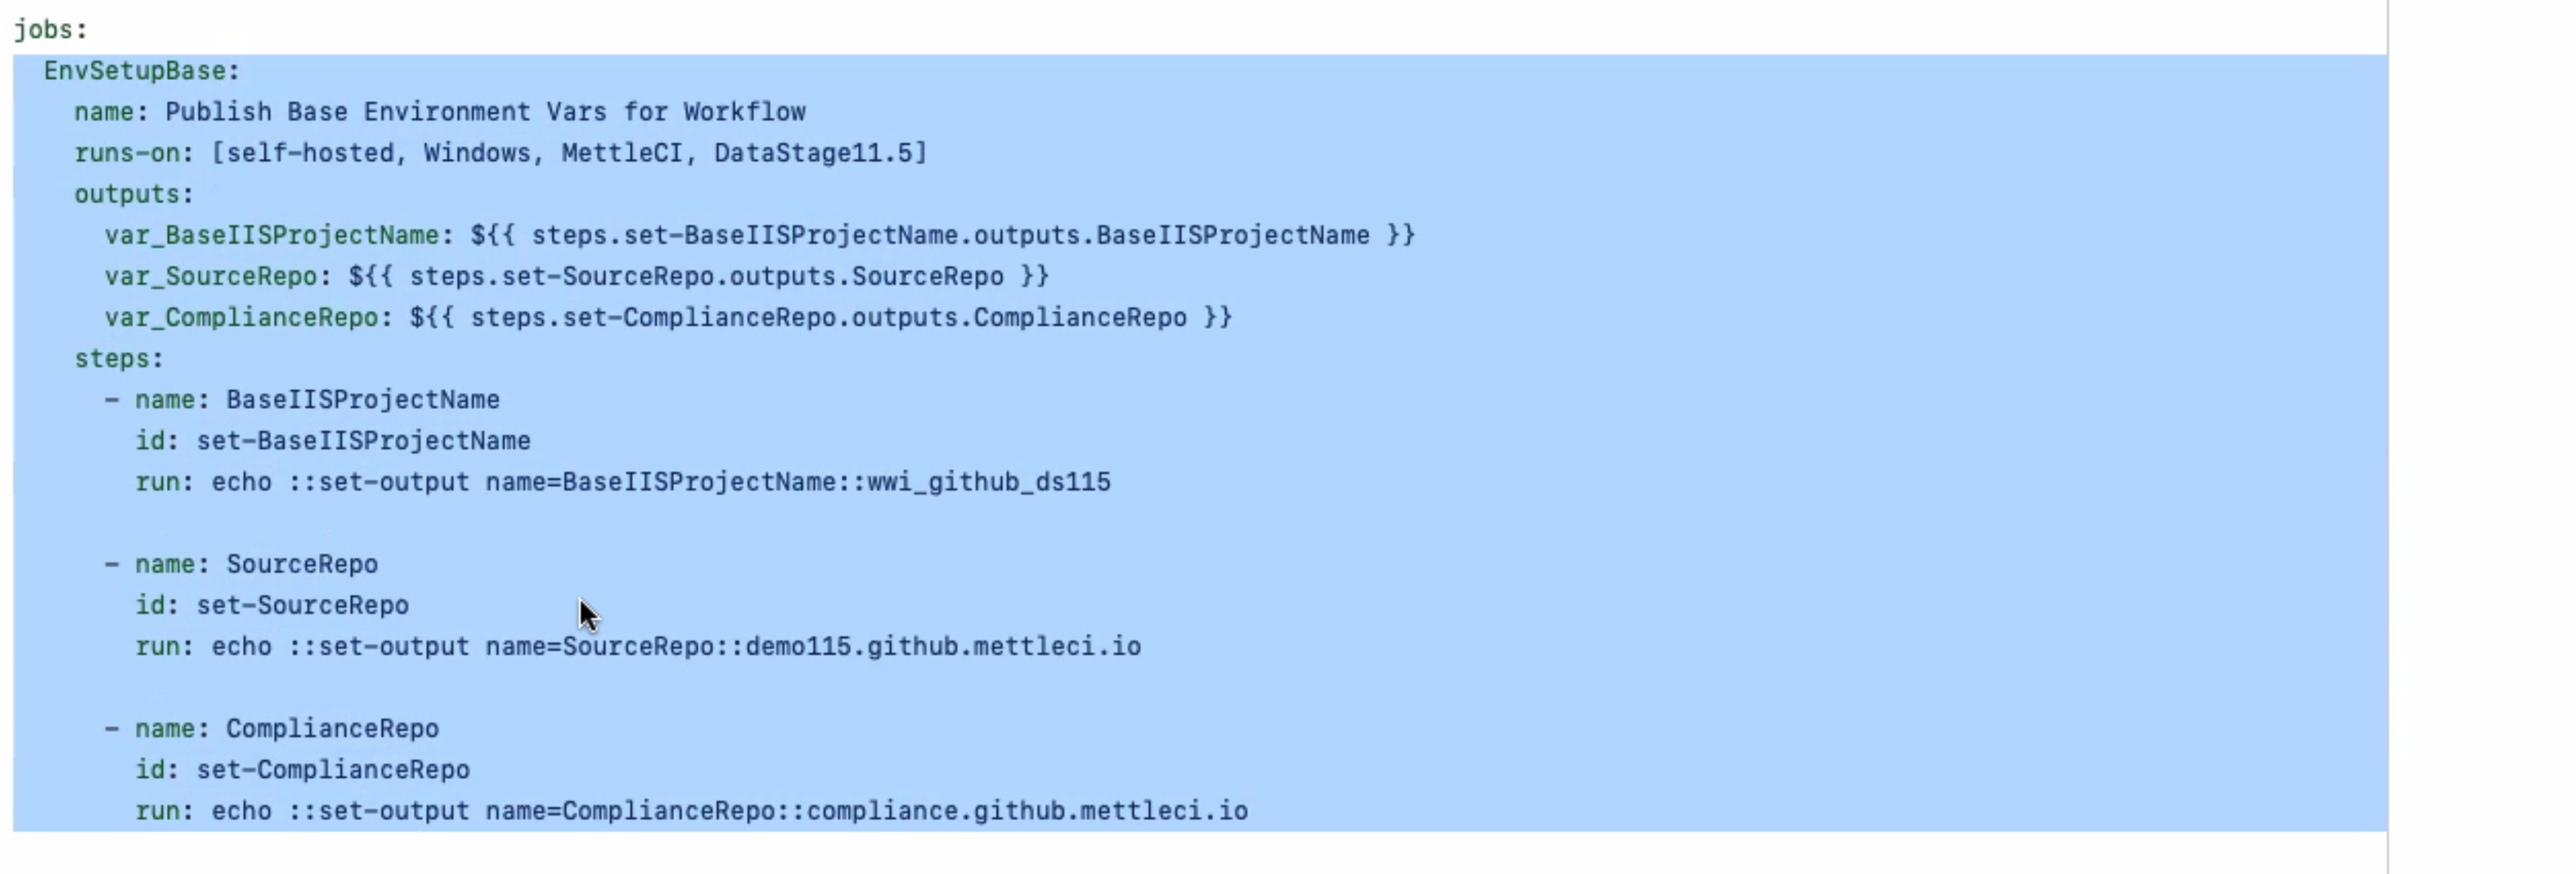 jobs:
  EnvSetupBase:
    name: Publish Base Environment Vars for Workflow
    runs-on: [self-hosted, Windows, MettleCI, DataStage11.5]
    outputs:
      var_BaseIISProjectName: ${{ steps.set-BaseIISProjectName.outputs.BaseIISProjectName }}
      var_SourceRepo: ${{ steps.set-SourceRepo.outputs.SourceRepo }}
      var_ComplianceRepo: ${{ steps.set-ComplianceRepo.outputs.ComplianceRepo }}
    steps:
      - name: BaseIISProjectName
        id: set-BaseIISProjectName
        run: echo ::set-output name=BaseIISProjectName::wwi_github_ds115

      - name: SourceRepo
        id: set-SourceRepo
        run: echo ::set-output name=SourceRepo::demo115.github.mettleci.io

      - name: ComplianceRepo
        id: set-ComplianceRepo
        run: echo ::set-output name=ComplianceRepo::compliance.github.mettleci.io